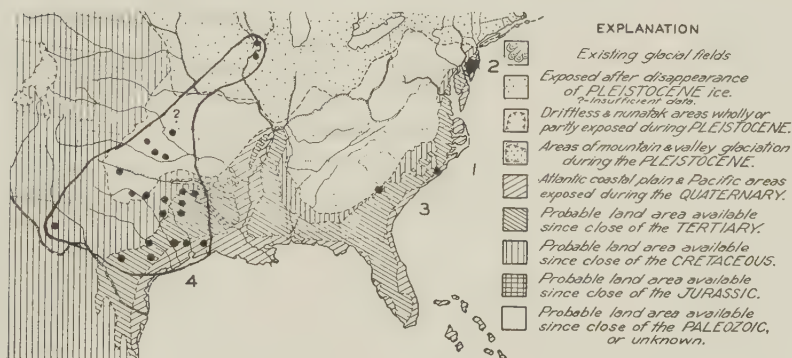 EXPLANATION
Existing glacial fields
Exposed after disappearance
of PLEISTOCENE ice.
?-Insufficient data.
Driftless & nunatak areas wholly or
partly exposed during PLEISTOCENE.
Areas of mountain & valley glaciation
during the PLEISTOCENE.
Atlantic coastal plain & Pacific areas
exposed during the QUATERNARY.
Probable land area available
since close of the TERTIARY.
Probable land area available
since close of the CRETACEOUS.
Probable land area available
since close of the JURASSIC.
Probable land area available
since close of the PALEOZOIC,
or unknown.
?
2
1
3
4